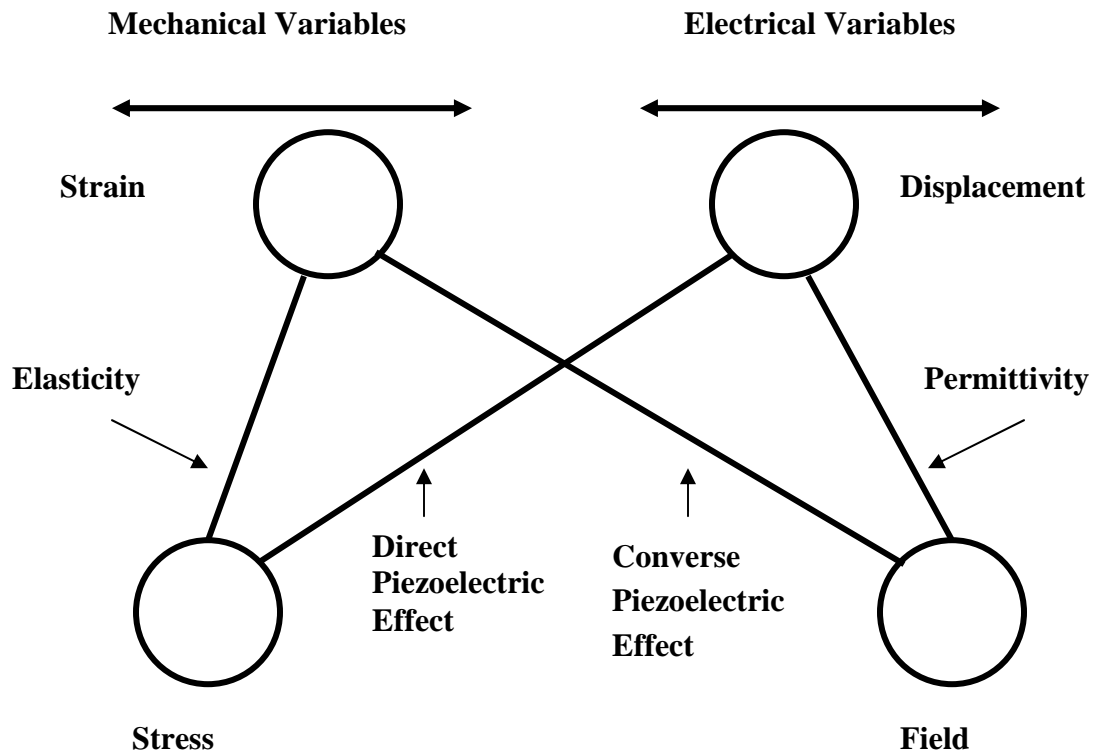 Mechanical Variables
Electrical Variables
Strain
Displacement
Elasticity
Permittivity
Direct
Piezoelectric
Effect
Converse
Piezoelectric
Effect
Stress
Field